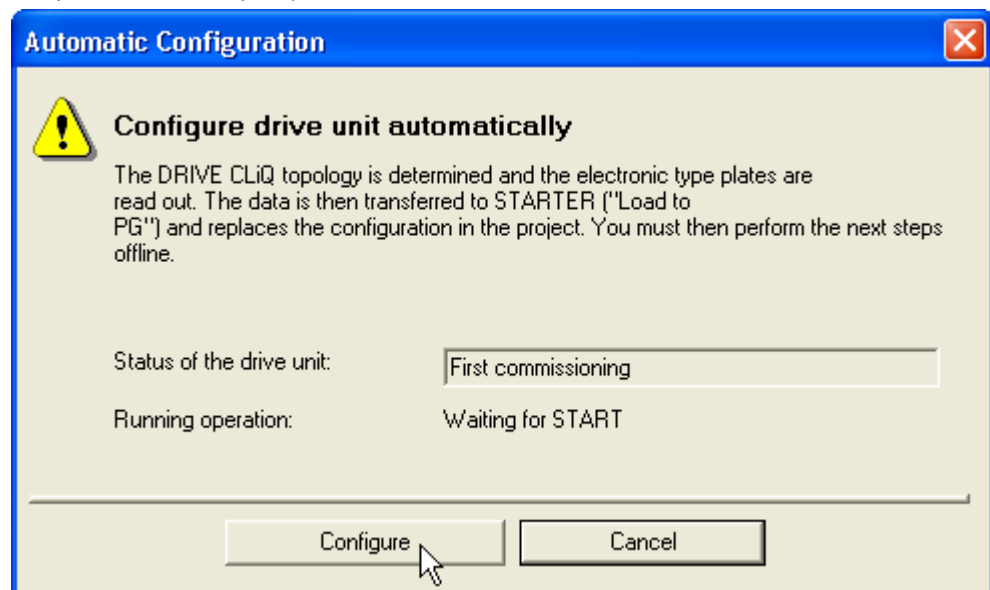 Automatic Configuration
Configure drive unit automatically
The DRIVE CLiQ topology is determined and the electronic type plates are
read out. The data is then transferred to STARTER ("Load to
PG") and replaces the configuration in the project. You must then perform the next steps
offline.
Status of the drive unit: First commissioning
Running operation: Waiting for START
Configure Cancel